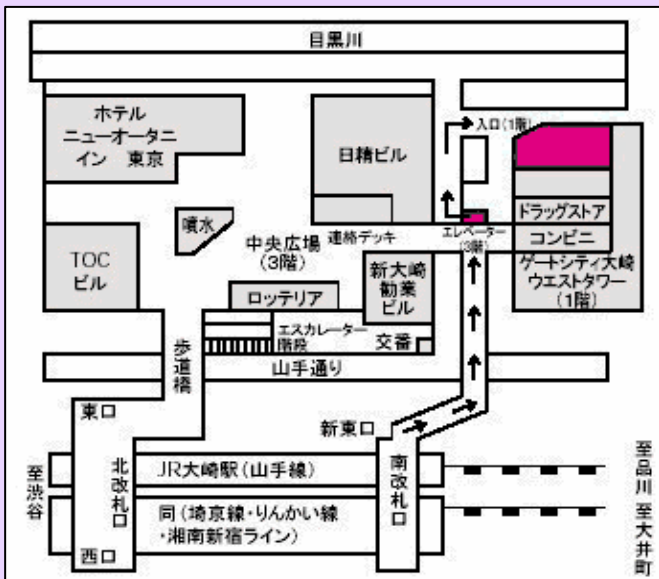 目黒川
ホテル
ニューオータニ
イン 東京
日精ビル
入口(1階)
ドラッグストア
コンビニ
ゲートシティ大崎
ウエストタワー
(1階)
エレベーター
(3階)
連絡デッキ
噴水
中央広場
(3階)
TOC
ビル
新大崎
勧業
ビル
ロッテリア
エスカレーター
階段
交番
歩道橋
山手通り
東口
新東口
至渋谷
北改札口
JR大崎駅(山手線)
同(埼京線・りんかい線
・湘南新宿ライン)
南改札口
西口
至品川 至大井町